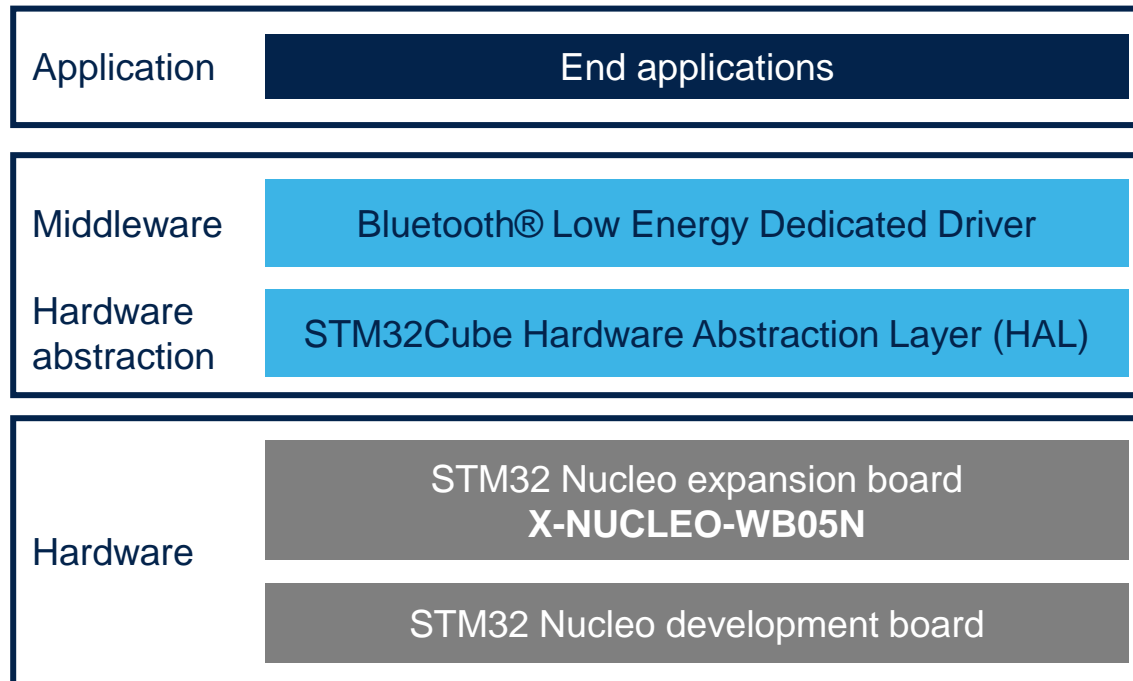 Application
End applications
Middleware
Bluetooth® Low Energy Dedicated Driver
Hardware
abstraction
STM32Cube Hardware Abstraction Layer (HAL)
Hardware
STM32 Nucleo expansion board
X-NUCLEO-WB05N
STM32 Nucleo development board